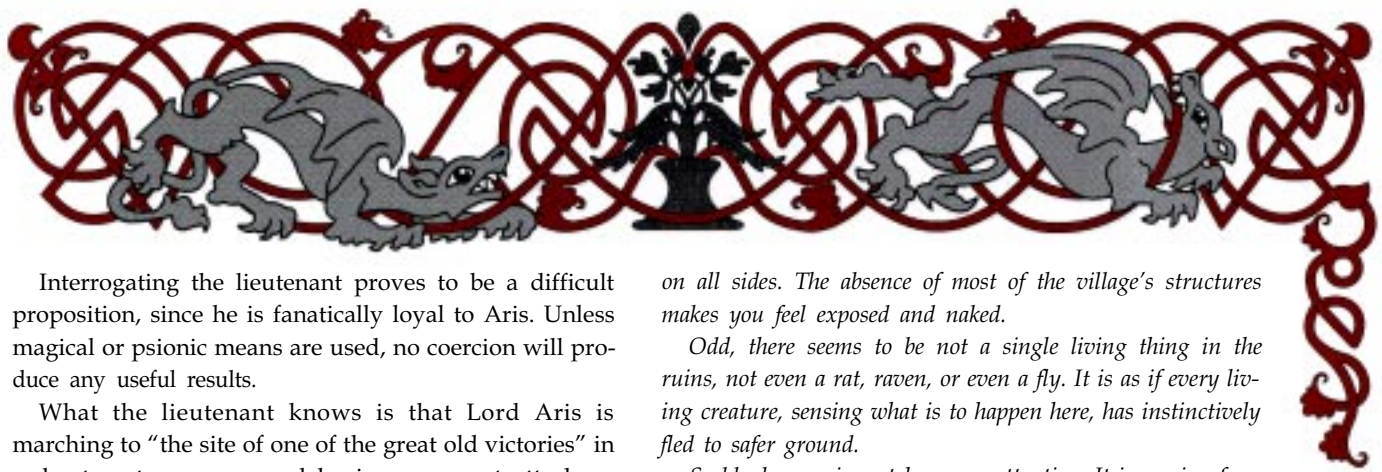 Interrogating the lieutenant proves to be a difficult
proposition, since he is fanatically loyal to Aris. Unless
magical or psionic means are used, no coercion will pro-
duce any useful results.
What the lieutenant knows is that Lord Aris is
marching to “the site of one of the great old victories” in
on all sides. The absence of most of the village’s structures
makes you feel exposed and naked.
Odd, there seems to be not a single living thing in the
ruins, not even a rat, raven, or even a fly. It is as if every liv-
ing creature, sensing what is to happen here, has instinctively
fled to safer ground.